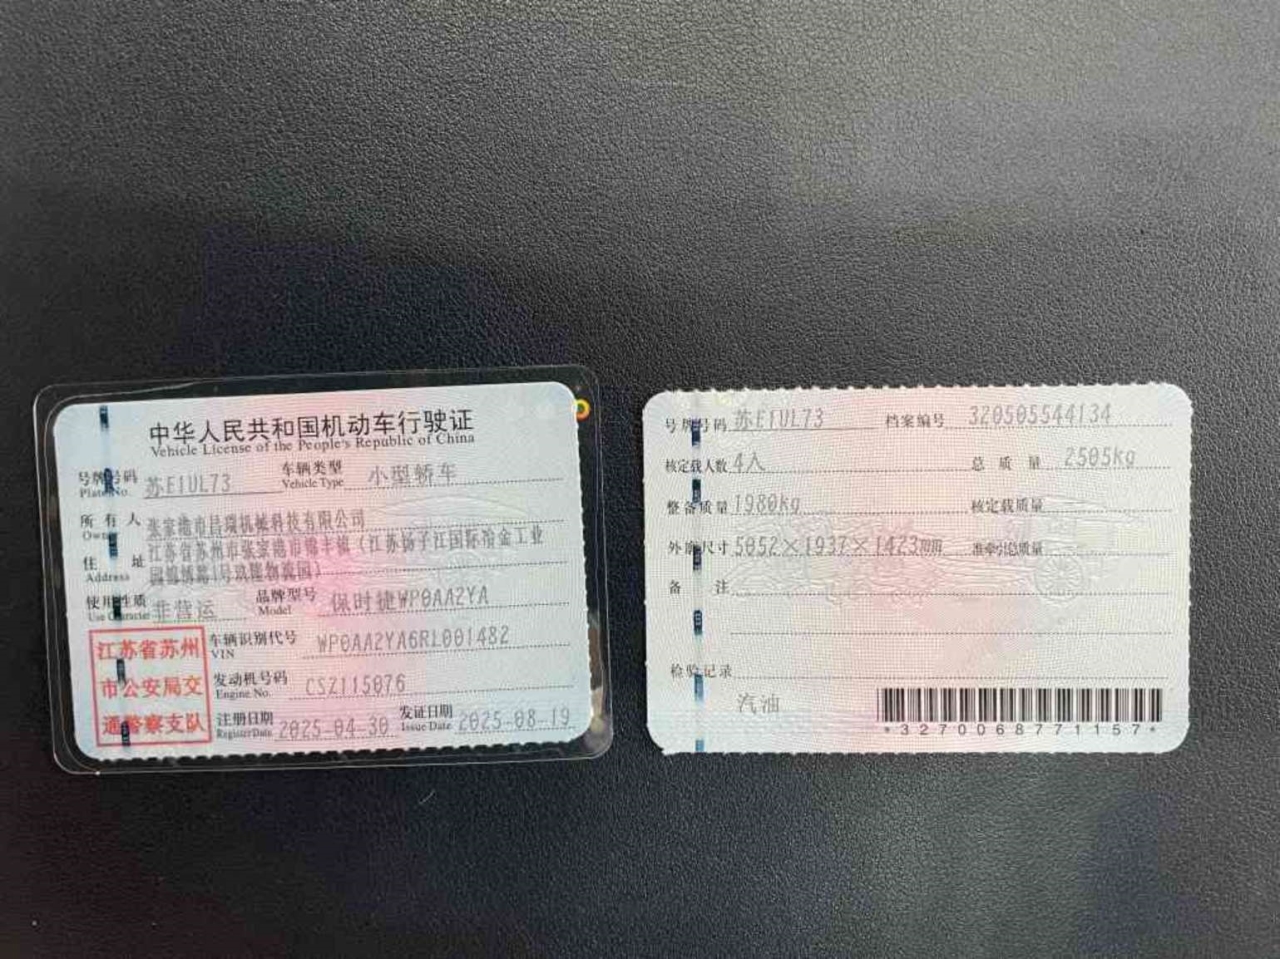 中华人民共和国机动车行驶证
Vehicle License of the People's Republic of China
号牌号码 苏E1UL73 车辆类型 小型轿车
Plate No. Vehicle Type
所有人 张家港市昌瑞机械科技有限公司
Owner
住址 江苏省苏州市张家港市锦丰镇（江苏扬子江国际冶金工业
Address 园锦绣路1号玖隆物流园）
使用性质 非营运 品牌型号 保时捷WP0AA2YA
Use Character Model
江苏省苏州
市公安局交
通警察支队
车辆识别代号 WP0AA2YA6RL001482
VIN
发动机号码 CSZ115076
Engine No.
注册日期 2025-04-30 发证日期 2025-08-19
Register Date Issue Date
号牌号码 苏E1UL73 档案编号 320505544134
核定载人数 4人 总质量 2505kg
整备质量 1980kg 核定载质量
外廓尺寸 5052×1937×1423mm 准牵引总质量
备注
检验记录
汽油
*3270068771157*